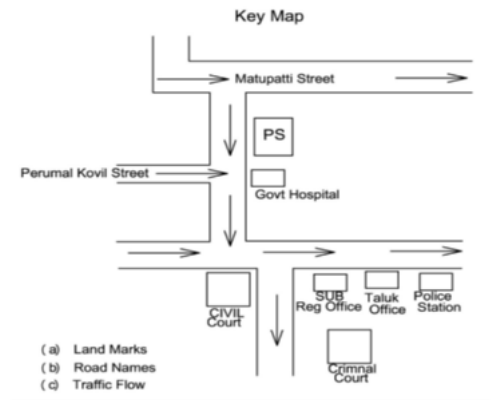 Key Map
Matupatti Street
PS
Perumal Kovil Street
Govt Hospital
CIVIL
Court
SUB
Reg Office
Taluk
Office
Police
Station
Crimnal
Court
(a) Land Marks
(b) Road Names
(c) Traffic Flow